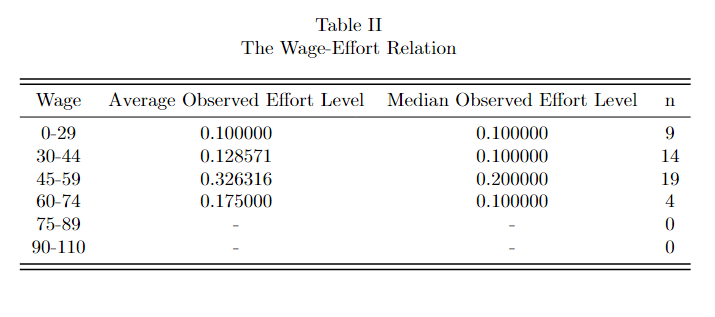 Table II
The Wage-Effort Relation
Wage Average Observed Effort Level Median Observed Effort Level n
0-29 0.100000 0.100000 9
30-44 0.128571 0.100000 14
45-59 0.326316 0.200000 19
60-74 0.175000 0.100000 4
75-89 - - 0
90-110 - - 0